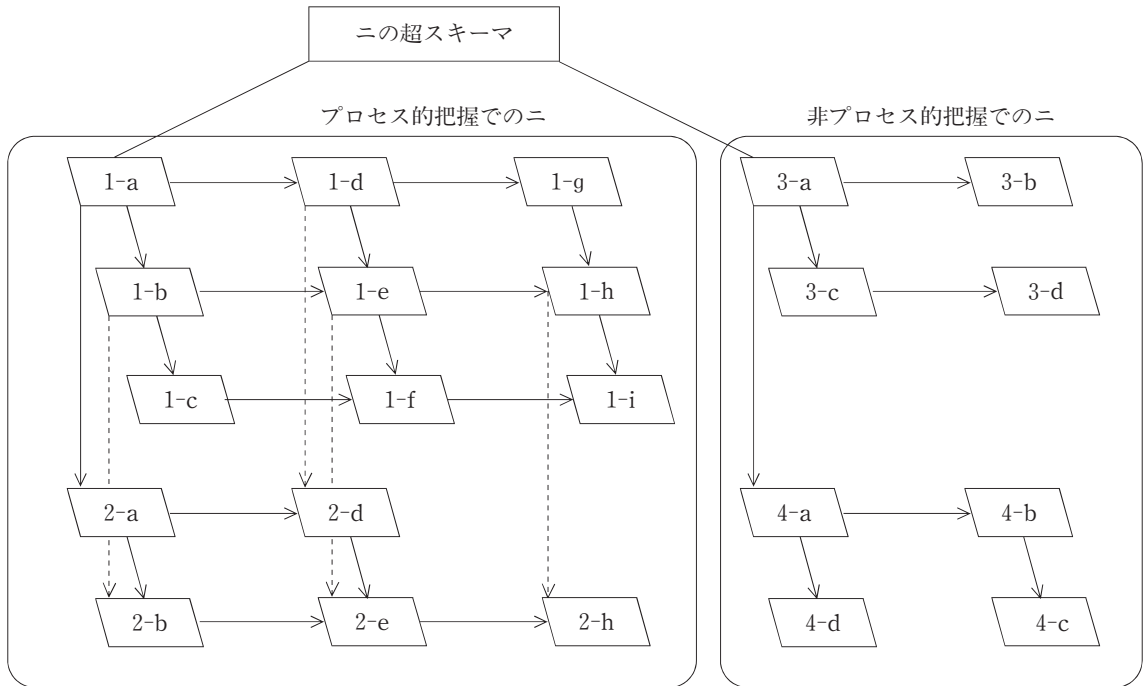 ニの超スキーマ
プロセス的把握でのニ
非プロセス的把握でのニ
1-a
1-d
1-g
3-a
3-b
1-b
1-e
1-h
3-c
3-d
1-c
1-f
1-i
2-a
2-d
4-a
4-b
2-b
2-e
2-h
4-d
4-c